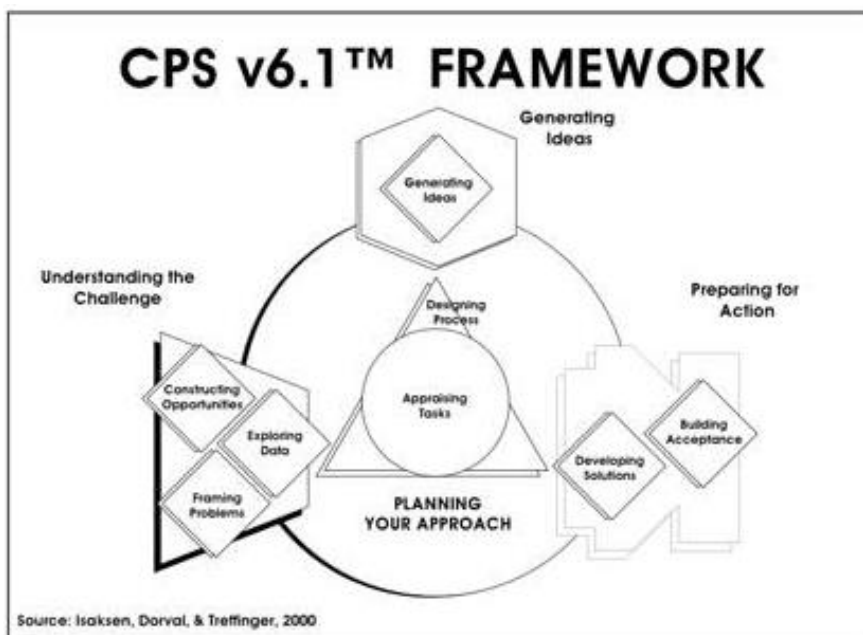 CPS v6.1™ FRAMEWORK
Generating
Ideas
Generating
Ideas
Understanding the
Challenge
Preparing for
Action
Designing
Process
Constructing
Opportunities
Exploring
Data
Framing
Problems
Appraising
Tasks
Building
Acceptance
Developing
Solutions
PLANNING
YOUR APPROACH
Source: Isaksen, Dorval, & Treffinger, 2000